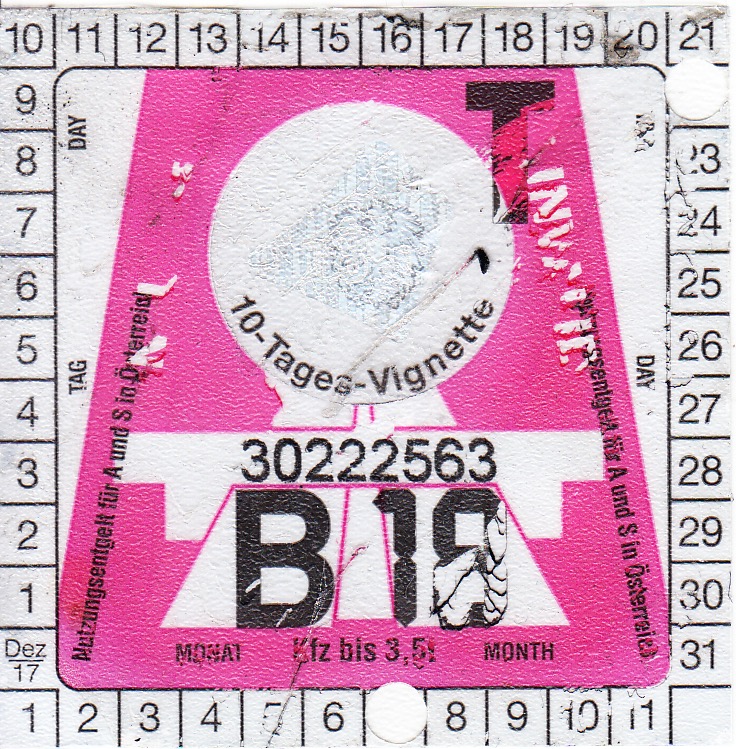 10 11 12 13 14 15 16 17 18 19 20 21
9
8
7
6
5
4
3
2
1
Dez
17
DAY
TAG
T
10-Tages-Vignette
30222563
B 18
Nutzungsentgelt für A und S in Österreich
Nutzungsentgelt für A und S in Österreich
MONAT Kfz bis 3,5t MONTH
DAY
23
24
25
26
27
28
29
30
31
1 2 3 4 5 6 8 9 10 11